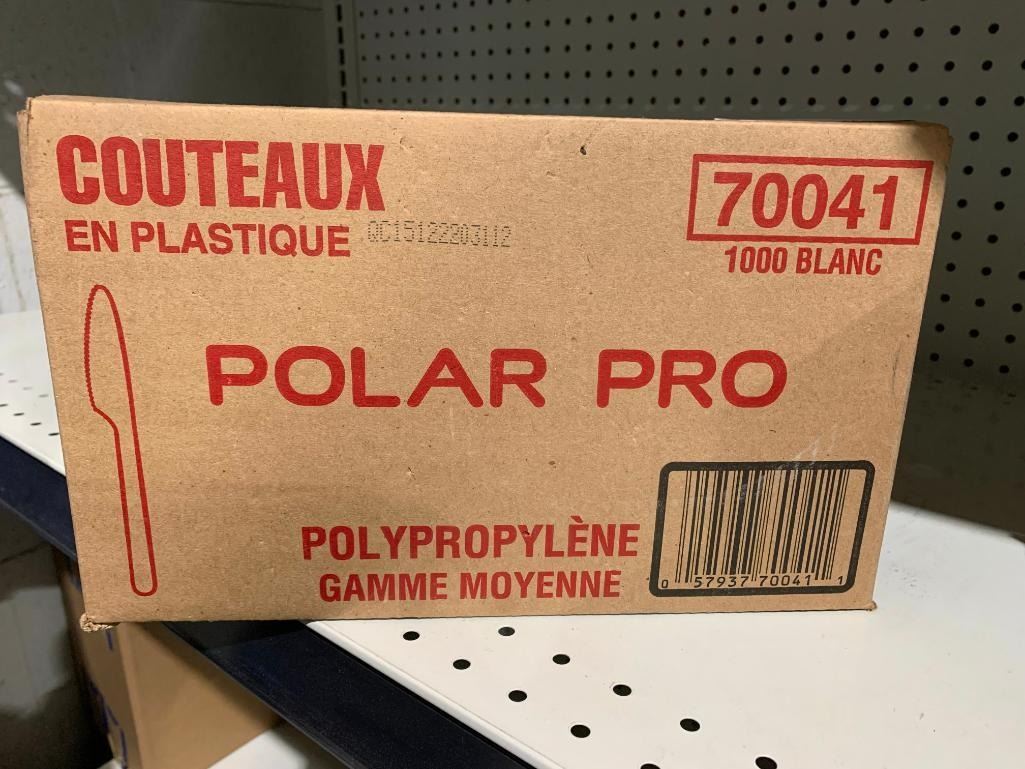 COUTEAUX
EN PLASTIQUE QC15122203112
70041
1000 BLANC
POLAR PRO
POLYPROPYLÈNE
GAMME MOYENNE
0 57937 70041 1